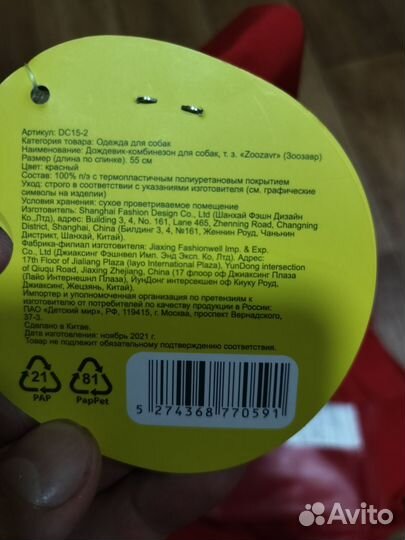 Артикул: DC15-2
Категория товара: Одежда для собак
Наименование: Дождевик-комбинезон для собак, т. з. «Zoozavr» (Зоозавр)
Размер (длина по спинке). 55 см
Цвет: красный
Состав: 100% п/э с термопластичным полиуретановым покрытием
Уход: строго в соответствии с указаниями изготовителя (см. графические
символы на изделии)
Условия хранения: сухое проветриваемое помещение
Изготовитель: Shanghai Fashion Design Co., Ltd (Шанхай Фэшн Дизайн
Ко.,Лтд), адрес: Building 3, 4, No. 161, Lane 465, Zhenning Road, Changning
District, Shanghai, China (Билдинг 3, 4, №161, Женнин Роуд, Чаньнин
Дистрикт, Шанхай, Китай).
Фабрика-филиал изготовителя: Jiaxing Fashionwell Imp. & Exp.
Co., Ltd (Джиаксинг Фэшнвел Имп. Энд Эксп. Ко, Лтд). Адрес:
17th Floor of Jialiang Plaza (Iayo International Plaza), YunDong intersection
of Qiuqu Road, Jiaxing Zhejiang, China (17 флоор оф Джиаксинг Плаза
(Лайп Интернешнл Плаза), ИунДонг интерсекшн оф Киуку Роуд,
Джиаксинг, Жецзянь, Китай).
Импортер и уполномоченная организация по претензиям к
изготовителю от потребителей по качеству продукции в России:
ПАО «Детский мир», РФ, 119415, г. Москва, проспект Вернадского,
37-3.
Сделано в Китае.
Дата изготовления: ноябрь 2021 г.
Товар не подлежит обязательному подтверждению соответствия.
21
PAP
81
PapPet
5 274368 770591
Avito